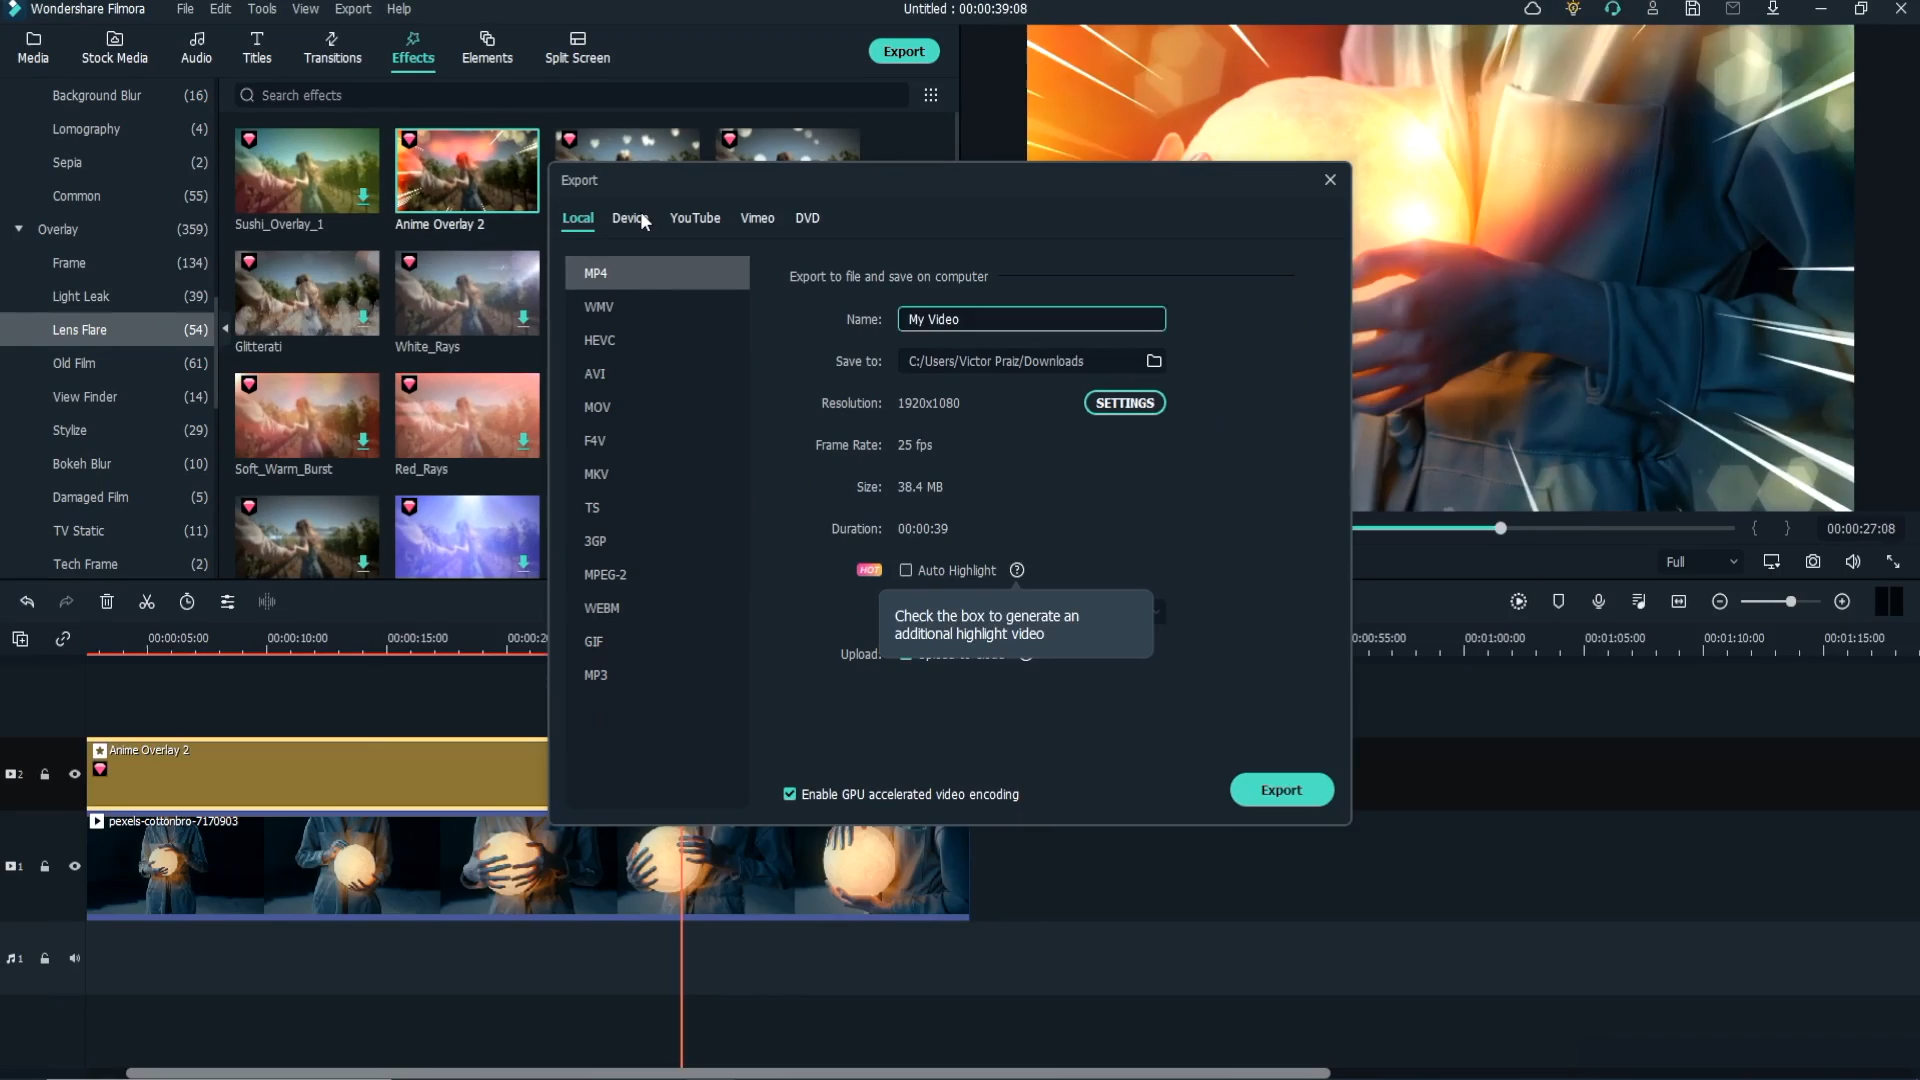 Wondershare Filmora File Edit Tools View Export Help Untitled : 00:00:39:08
Media Stock Media Audio Titles Transitions Effects Elements Split Screen Export
Background Blur (16)
Lomography (4)
Sepia (2)
Common (55)
Overlay (359)
Frame (134)
Light Leak (39)
Lens Flare (54)
Old Film (61)
View Finder (14)
Stylize (29)
Bokeh Blur (10)
Damaged Film (5)
TV Static (11)
Tech Frame (2)
Search effects
Sushi_Overlay_1 Anime Overlay 2
Glitterati White_Rays
Soft_Warm_Burst Red_Rays
Export
Local Device YouTube Vimeo DVD
MP4
WMV
HEVC
AVI
MOV
F4V
MKV
TS
3GP
MPEG-2
WEBM
GIF
MP3
Export to file and save on computer
Name: My Video
Save to: C:/Users/Victor Praiz/Downloads
Resolution: 1920x1080 SETTINGS
Frame Rate: 25 fps
Size: 38.4 MB
Duration: 00:00:39
HOT Auto Highlight ?
Check the box to generate an
additional highlight video
Upload:
Enable GPU accelerated video encoding Export
{ } 00:00:27:08
Full
00:00:05:00 00:00:10:00 00:00:15:00 00:00:2 0:00:55:00 00:01:00:00 00:01:05:00 00:01:10:00 00:01:15:00
Anime Overlay 2
2
pexels-cottonbro-7170903
1
1